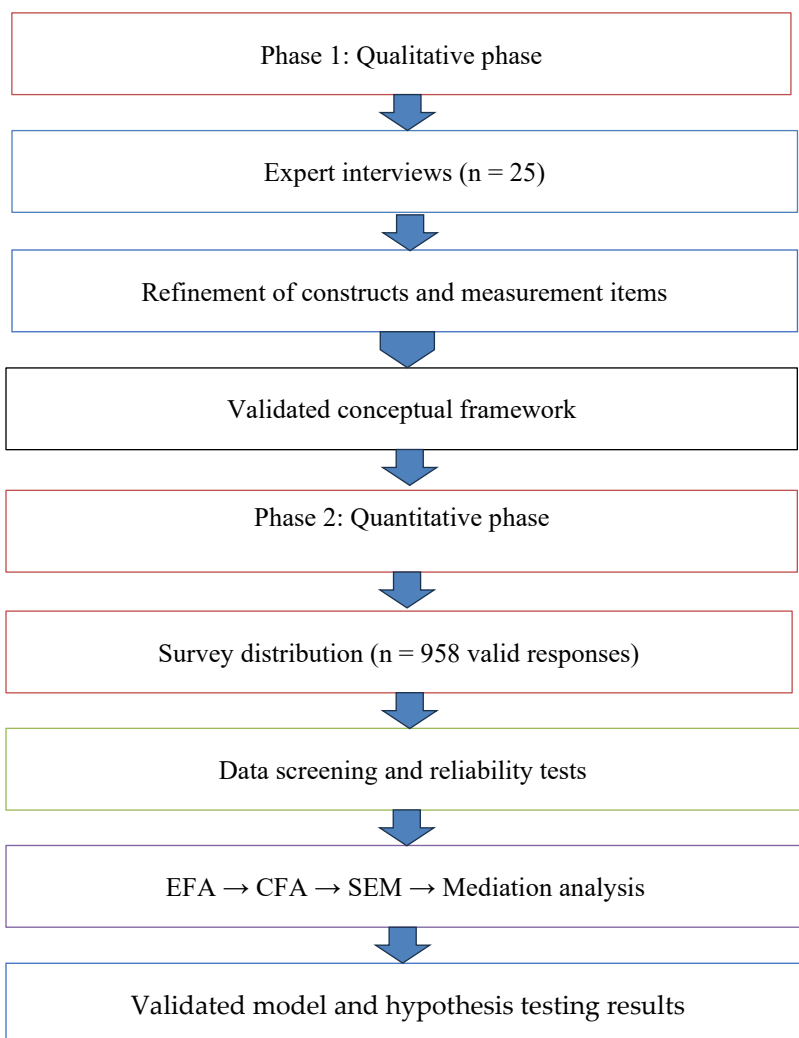 Phase 1: Qualitative phase
Expert interviews (n = 25)
Refinement of constructs and measurement items
Validated conceptual framework
Phase 2: Quantitative phase
Survey distribution (n = 958 valid responses)
Data screening and reliability tests
EFA → CFA → SEM → Mediation analysis
Validated model and hypothesis testing results